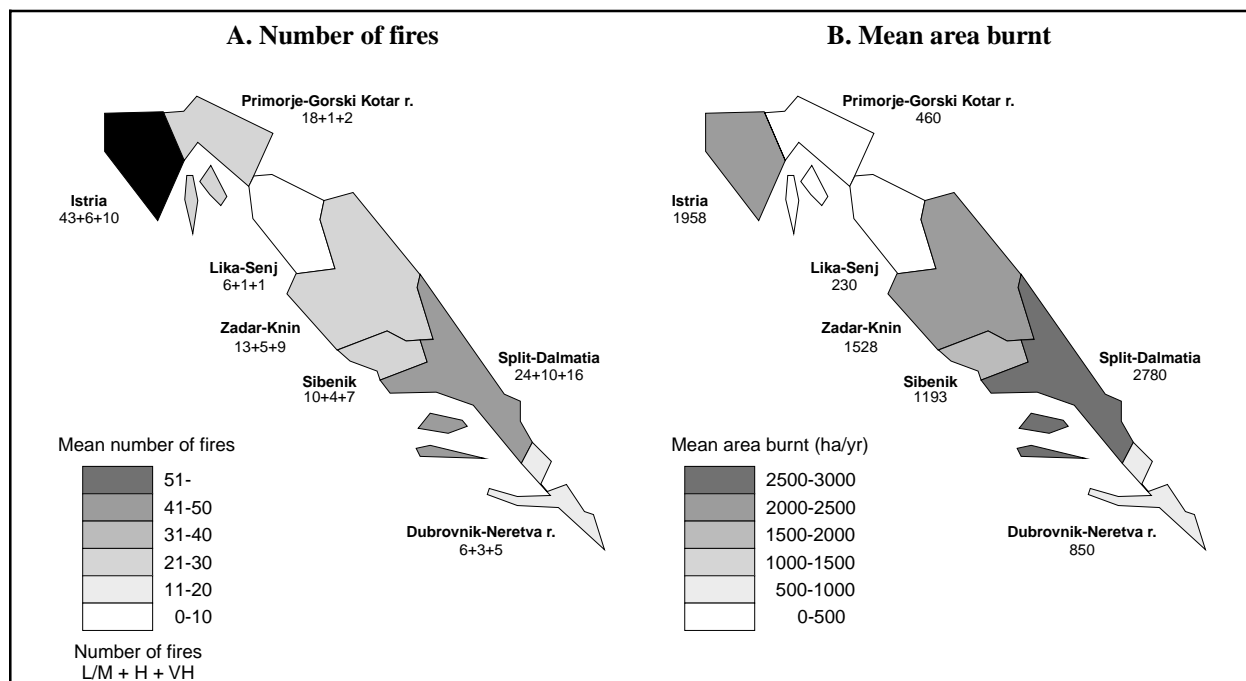 A. Number of fires
Primorje-Gorski Kotar r.
18+1+2
Istria
43+6+10
Lika-Senj
6+1+1
Zadar-Knin
13+5+9
Sibenik
10+4+7
Split-Dalmatia
24+10+16
Dubrovnik-Neretva r.
6+3+5
Mean number of fires
51-
41-50
31-40
21-30
11-20
0-10
Number of fires
L/M + H + VH
B. Mean area burnt
Primorje-Gorski Kotar r.
460
Istria
1958
Lika-Senj
230
Zadar-Knin
1528
Sibenik
1193
Split-Dalmatia
2780
Dubrovnik-Neretva r.
850
Mean area burnt (ha/yr)
2500-3000
2000-2500
1500-2000
1000-1500
500-1000
0-500